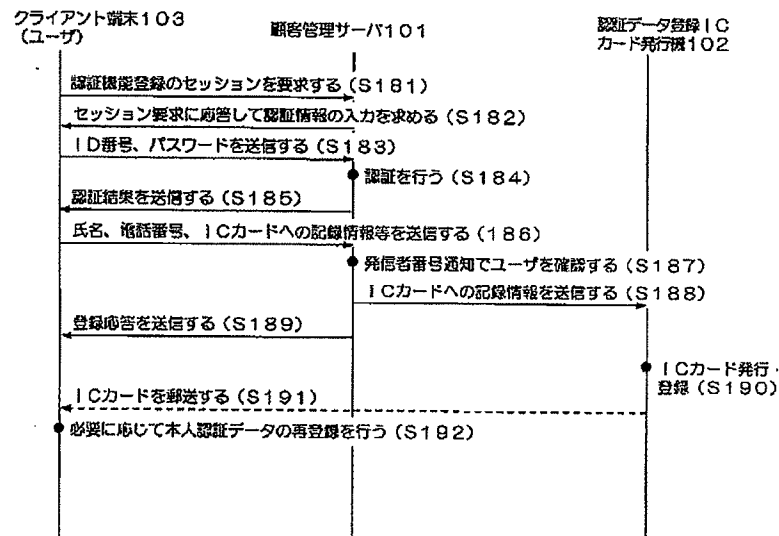 クライアント端末103
(ユーザ)
顧客管理サーバ101
認証データ登録IC
カード発行機102
認証機能登録のセッションを要求する(S181)
セッション要求に応答して認証情報の入力を求める(S182)
ID番号、パスワードを送信する(S183)
認証を行う(S184)
認証結果を送信する(S185)
氏名、電話番号、ICカードへの記録情報等を送信する(186)
発信者番号通知でユーザを確認する(S187)
ICカードへの記録情報を送信する(S188)
登録応答を送信する(S189)
ICカード発行・
登録(S190)
ICカードを郵送する(S191)
必要に応じて本人認証データの再登録を行う(S192)